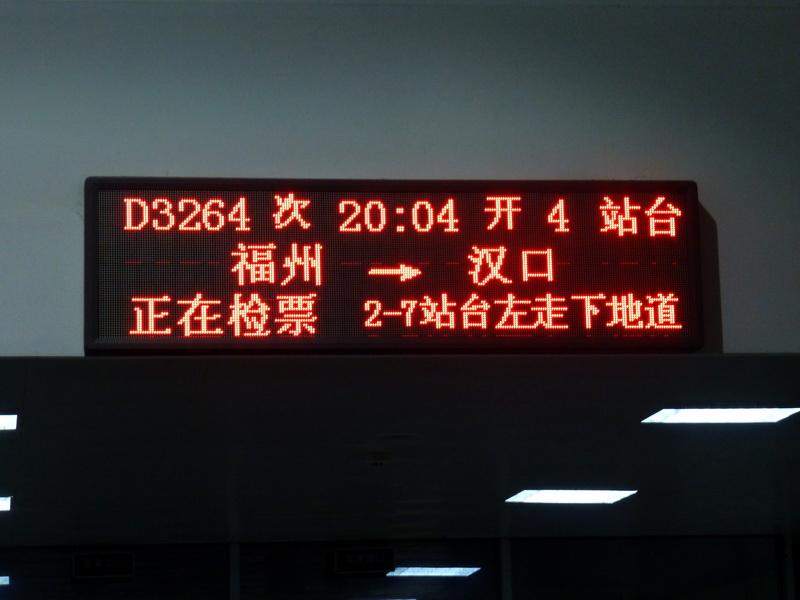 D3264 次 20:04 开 4 站台
福州 → 汉口
正在检票 2-7站台左走下地道